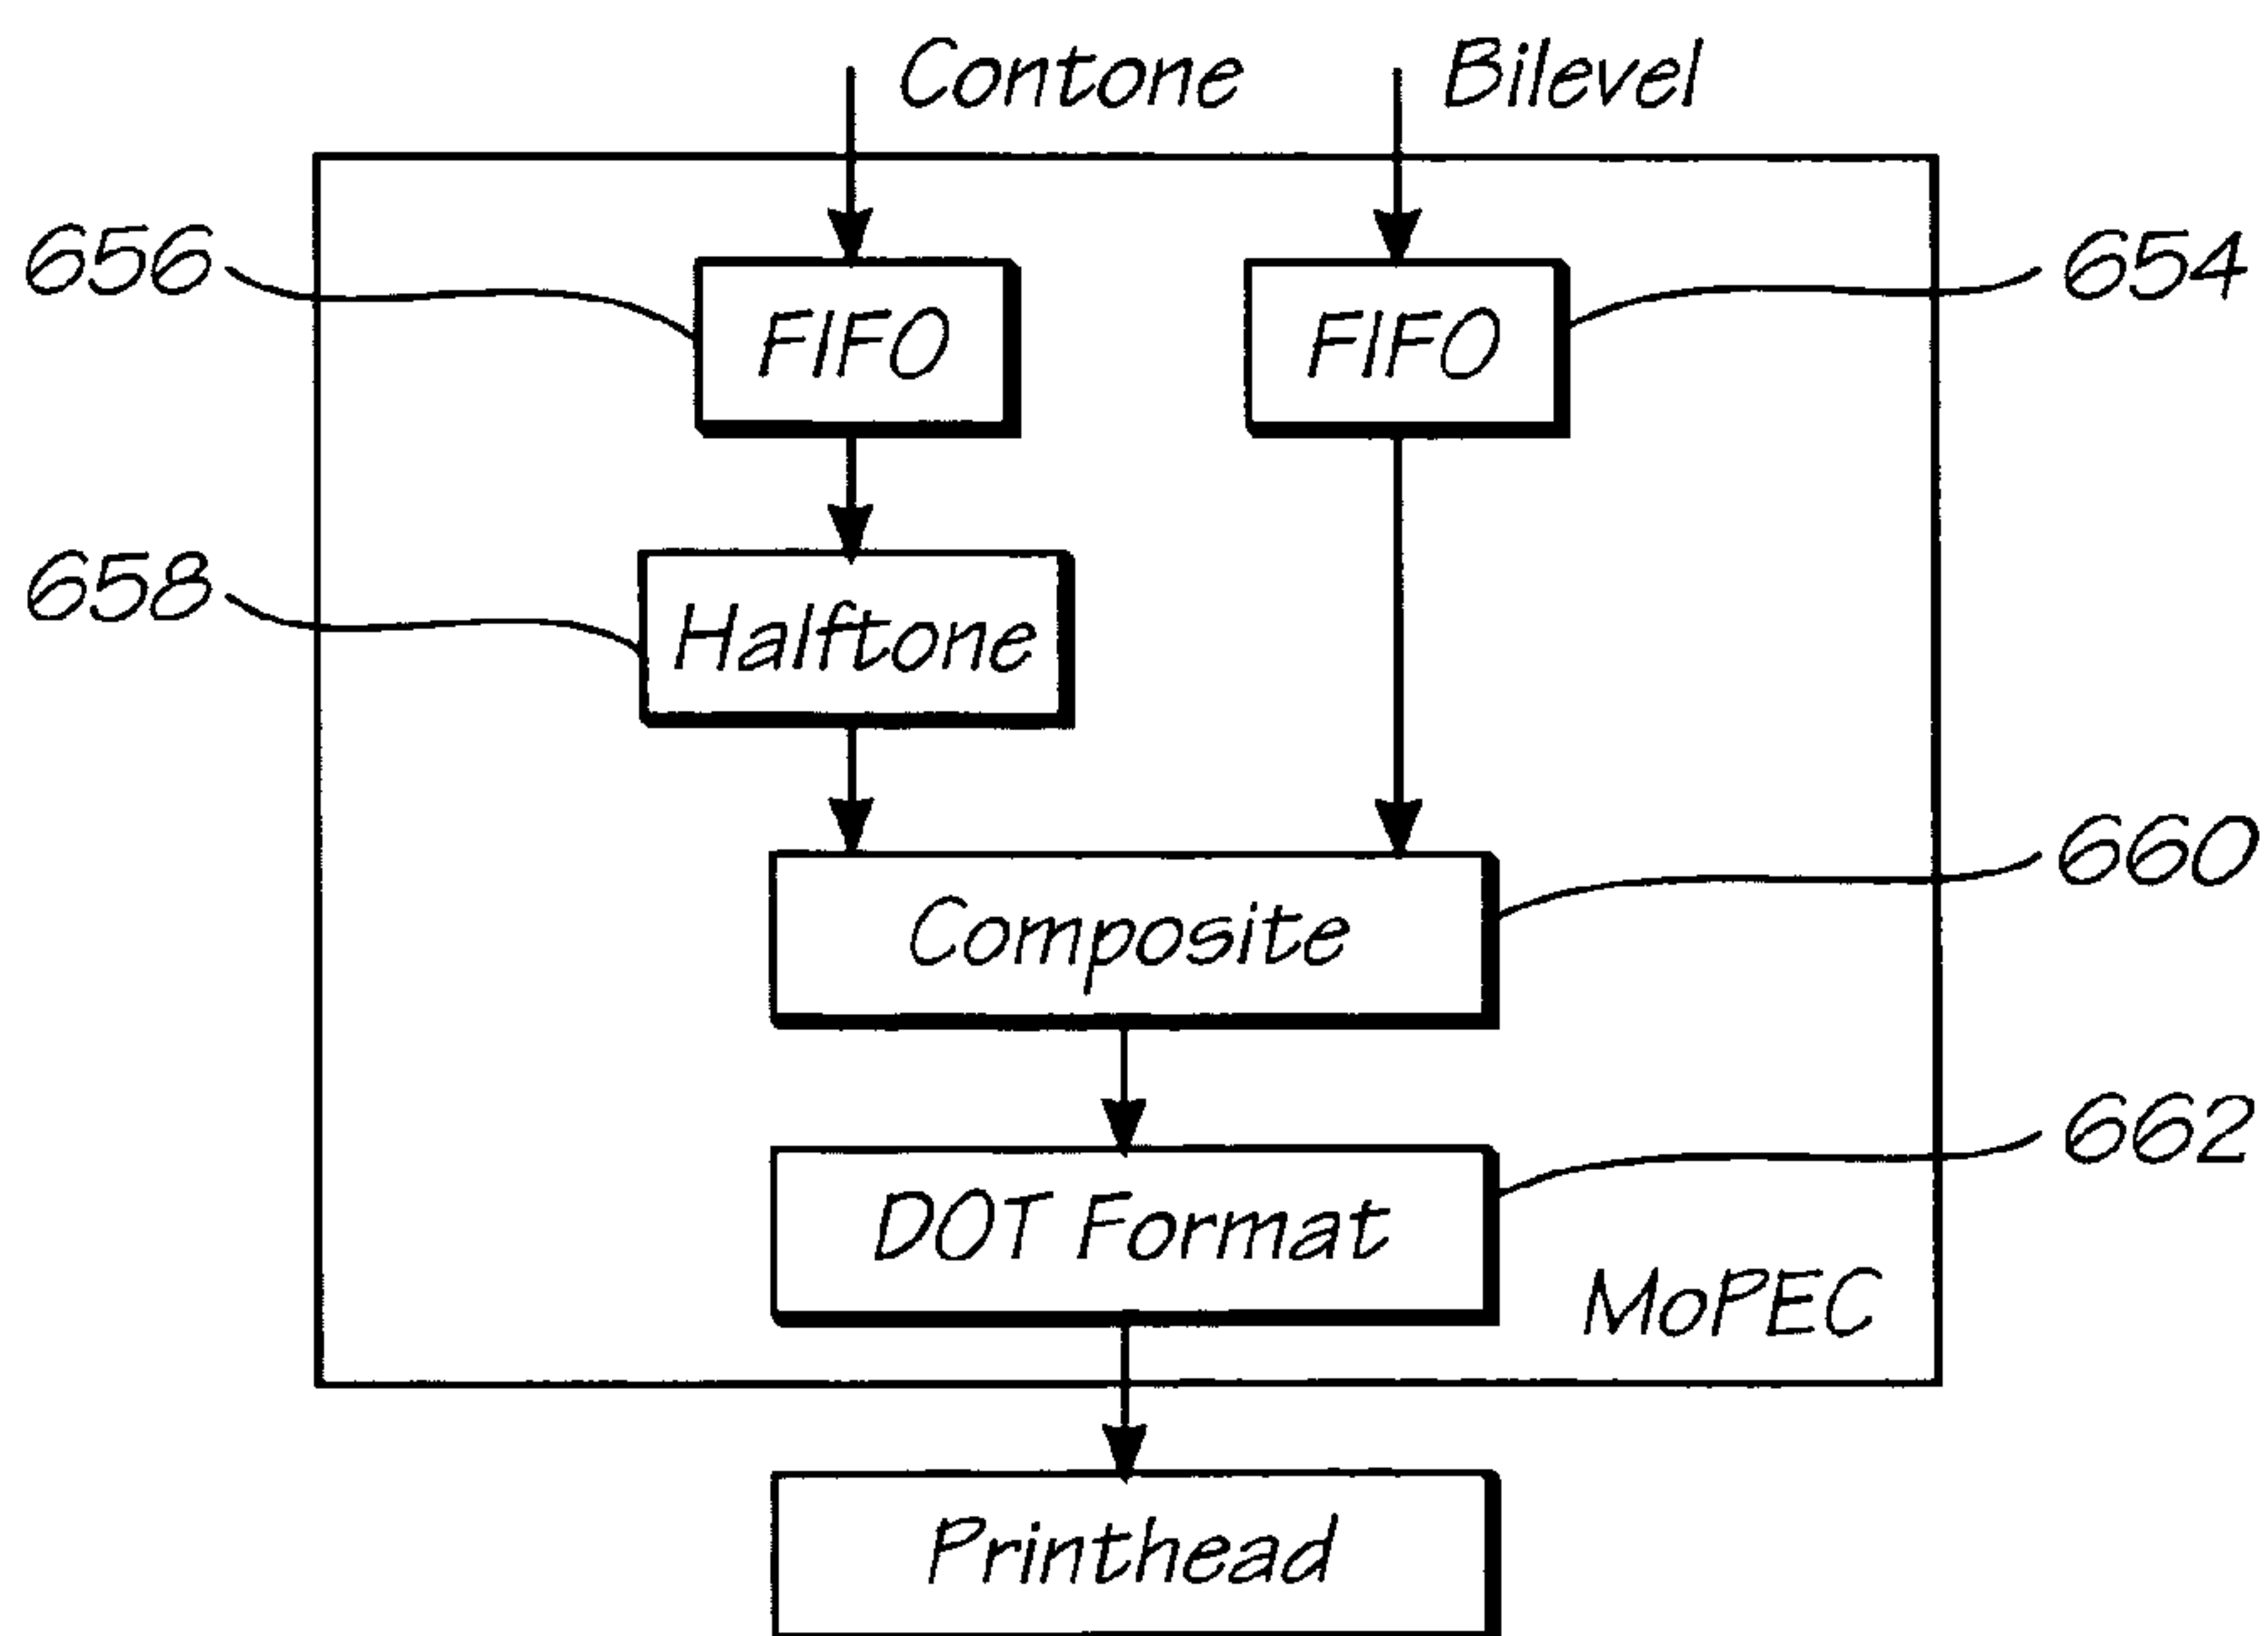 Contone
Bilevel
656
FIFO
FIFO
654
658
Halftone
Composite
660
DOT Format
662
MoPEC
Printhead